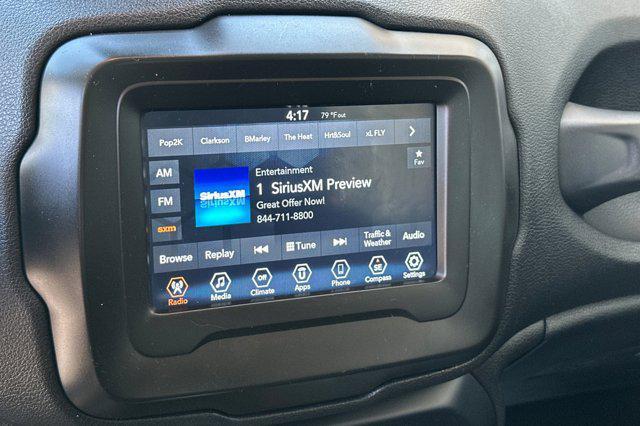 4:17 79 °F out
Pop2K Clarkson BMarley The Heat Hrt&Soul xL FLY
AM
FM
sxm
SiriusXM
Entertainment
1 SiriusXM Preview
Great Offer Now!
844-711-8800
Fav
Browse Replay Tune Traffic & Weather Audio
Off SE
Radio Media Climate Apps Phone Compass Settings